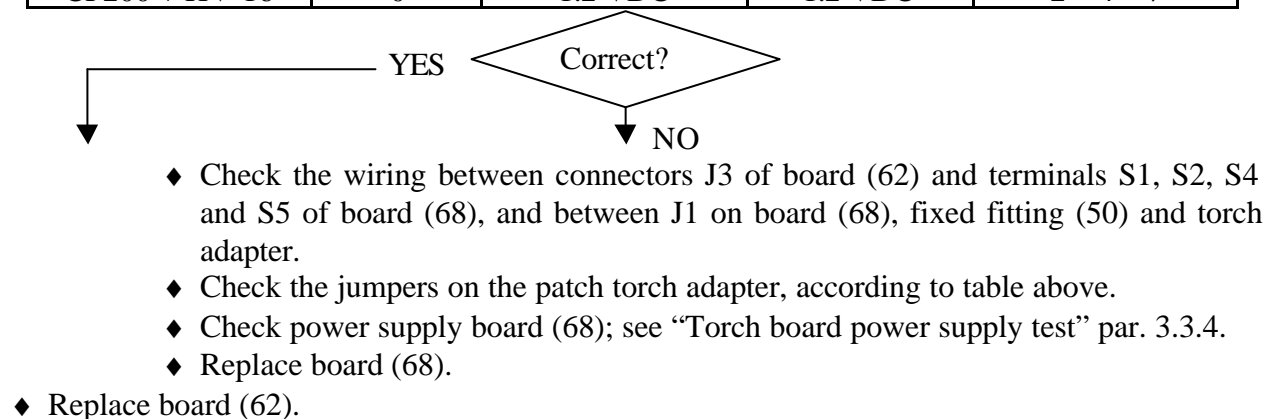 YES
Correct?
NO
♦ Check the wiring between connectors J3 of board (62) and terminals S1, S2, S4
and S5 of board (68), and between J1 on board (68), fixed fitting (50) and torch
adapter.
♦ Check the jumpers on the patch torch adapter, according to table above.
♦ Check power supply board (68); see “Torch board power supply test” par. 3.3.4.
♦ Replace board (68).
♦ Replace board (62).